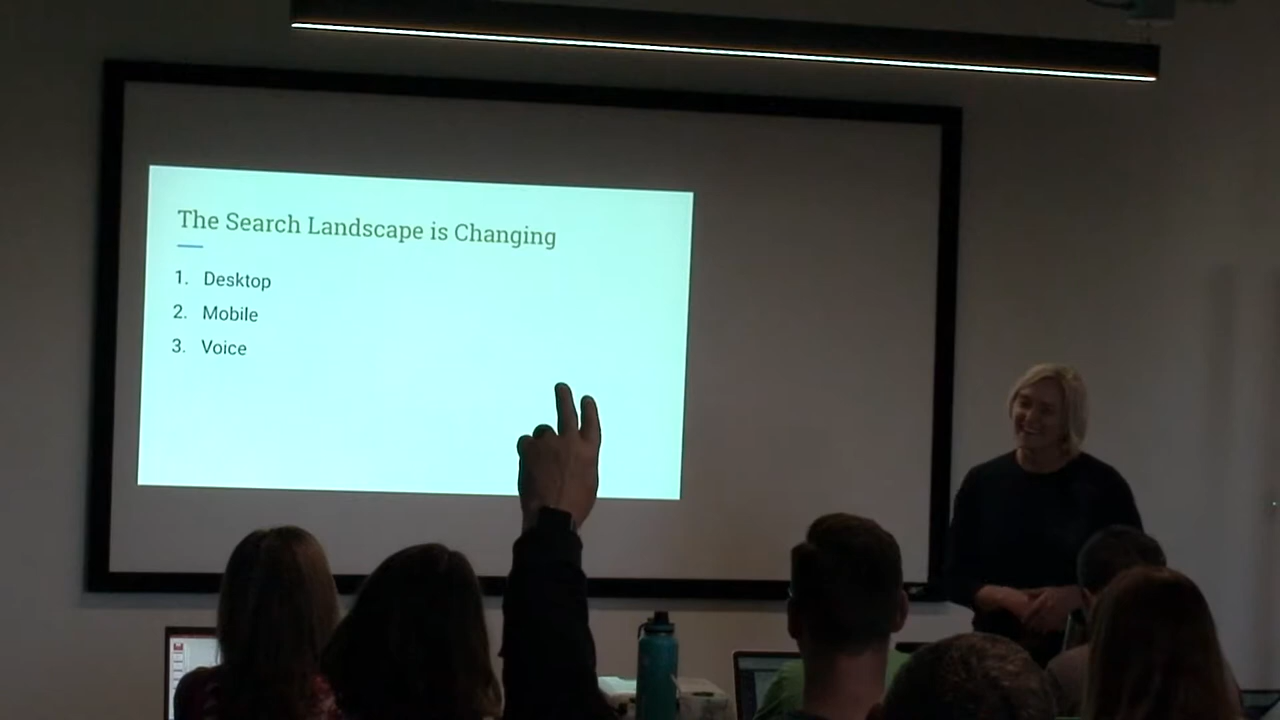 The Search Landscape is Changing
1. Desktop
2. Mobile
3. Voice